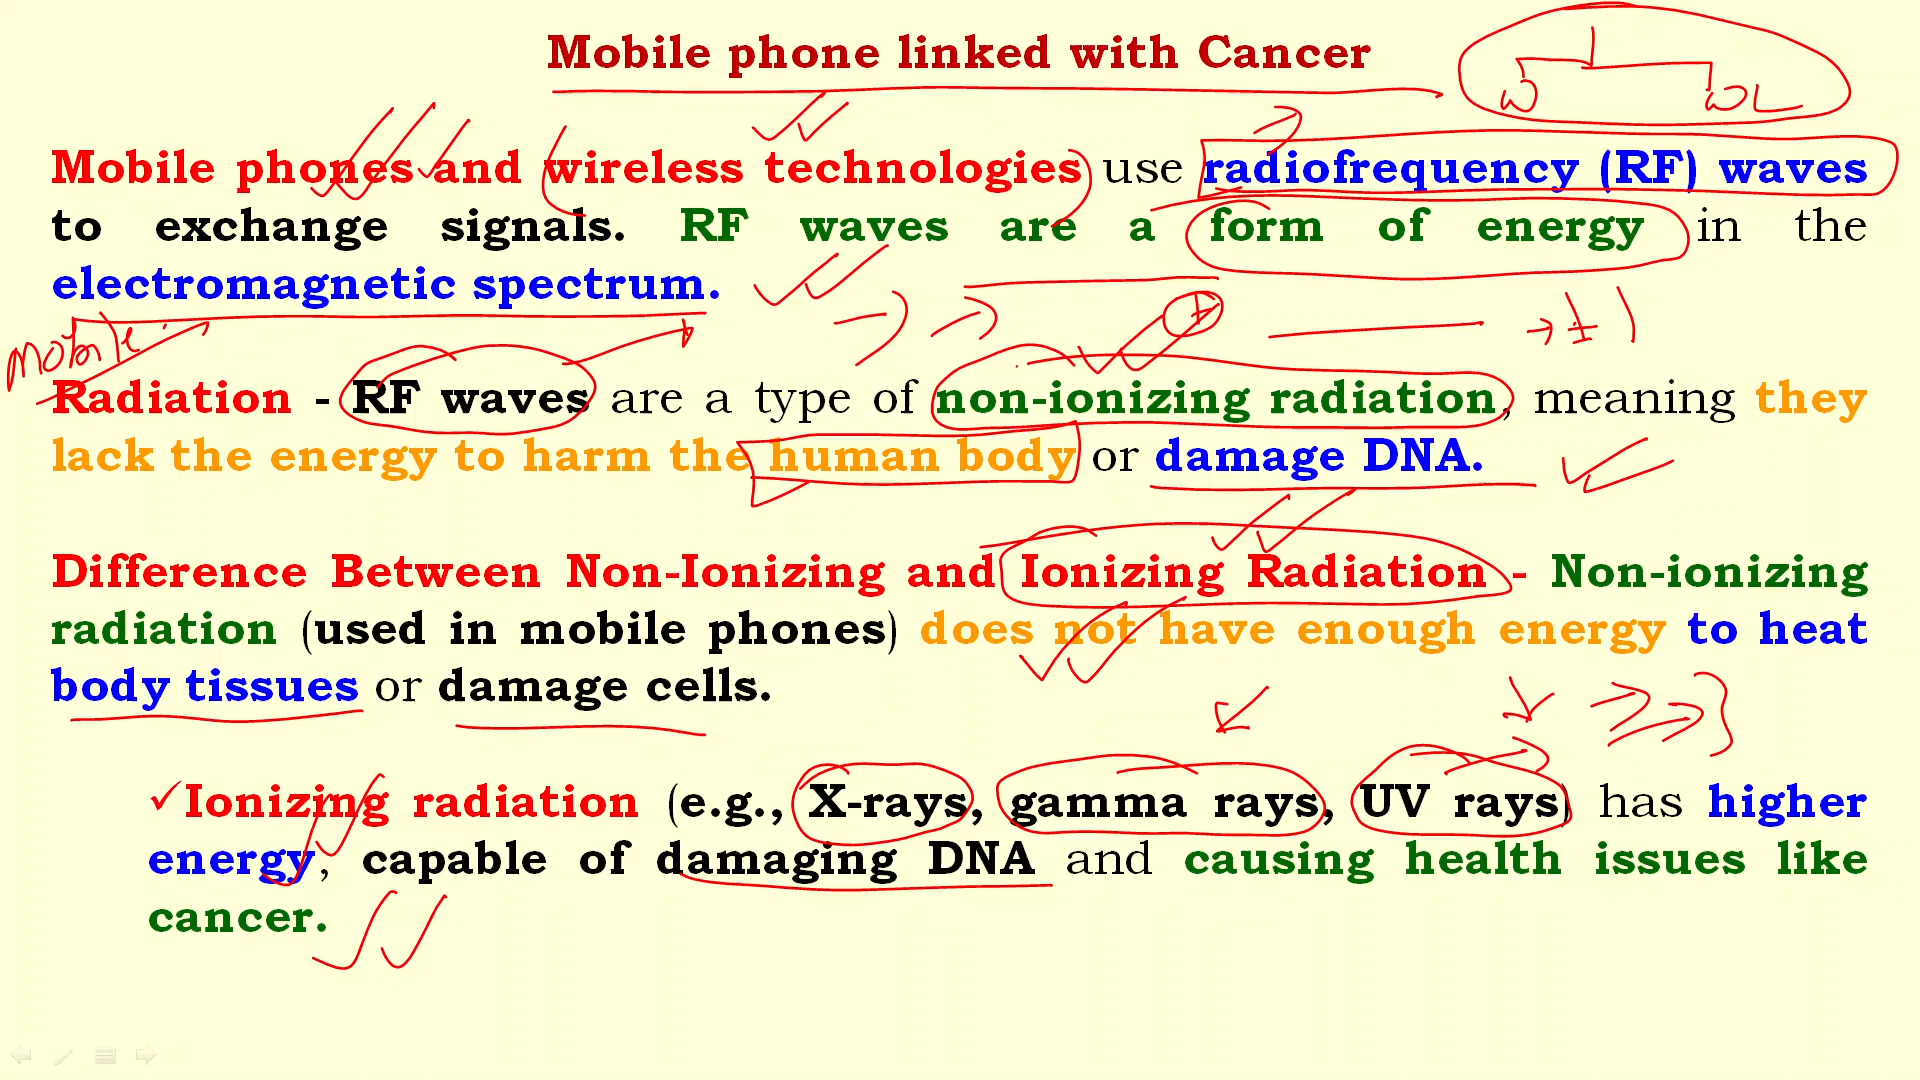 Mobile phone linked with Cancer
W WL
Mobile phones and wireless technologies use radiofrequency (RF) waves
to exchange signals. RF waves are a form of energy in the
electromagnetic spectrum.
Mobile
Radiation - RF waves are a type of non-ionizing radiation, meaning they
lack the energy to harm the human body or damage DNA.
Difference Between Non-Ionizing and Ionizing Radiation - Non-ionizing
radiation (used in mobile phones) does not have enough energy to heat
body tissues or damage cells.
✓Ionizing radiation (e.g., X-rays, gamma rays, UV rays) has higher
energy, capable of damaging DNA and causing health issues like
cancer.